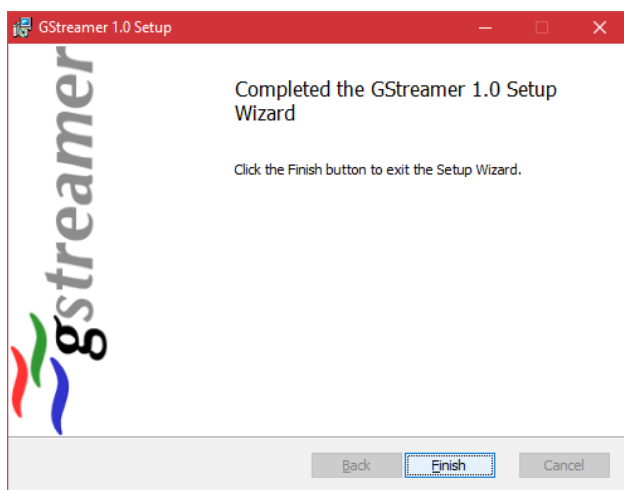 GStreamer 1.0 Setup
gstreamer
Completed the GStreamer 1.0 Setup
Wizard
Click the Finish button to exit the Setup Wizard.
Back Finish Cancel